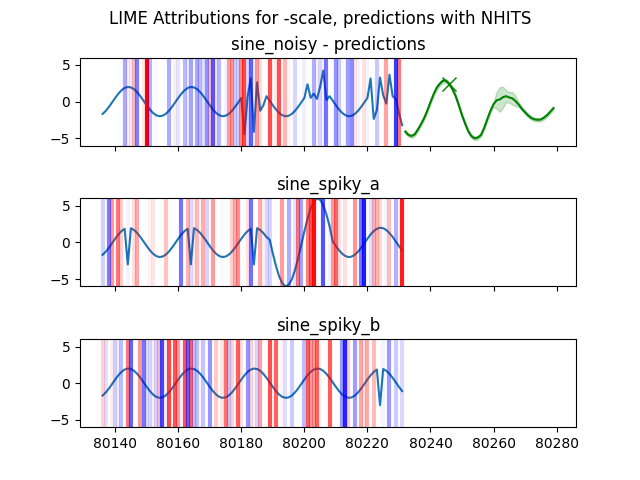 LIME Attributions for -scale, predictions with NHITS
sine_noisy - predictions
5
0
−5
sine_spiky_a
5
0
−5
sine_spiky_b
5
0
−5
80140 80160 80180 80200 80220 80240 80260 80280